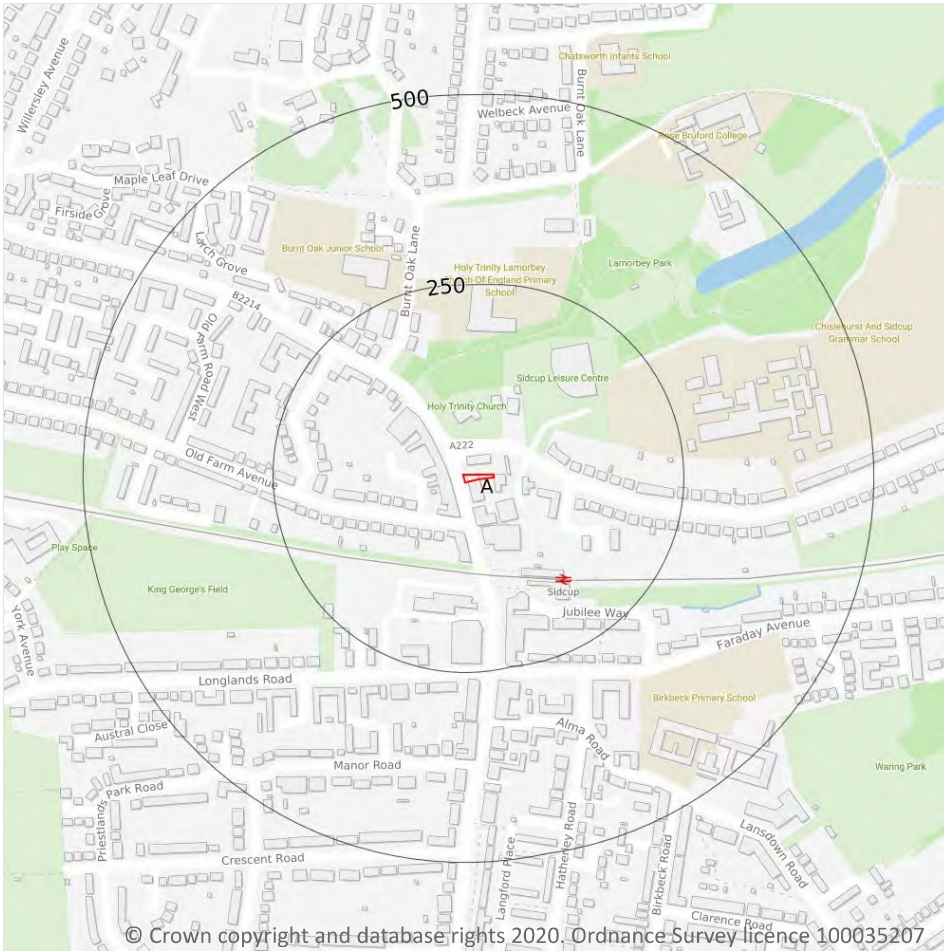 Willersley Avenue
Chatsworth Infants School
500
Welbeck Avenue
Burnt Oak Lane
Rose Bruford College
Maple Leaf Drive
Firside Grove
Larch Grove
Burnt Oak Junior School
Burnt Oak Lane
Lamorbey Park
Holy Trinity Lamorbey
Church Of England Primary
School
250
B2214
Old Farm Road West
Chislehurst And Sidcup
Grammar School
Sidcup Leisure Centre
Holy Trinity Church
A222
Old Farm Avenue
A
Play Space
King George's Field
Sidcup
Jubilee Way
York Avenue
Faraday Avenue
Longlands Road
Birkbeck Primary School
Austral Close
Alma Road
Manor Road
Waring Park
Priestlands Park Road
Crescent Road
Langford Place
Hatherley Road
Birkbeck Road
Lansdown Road
Clarence Road
© Crown copyright and database rights 2020. Ordnance Survey licence 100035207